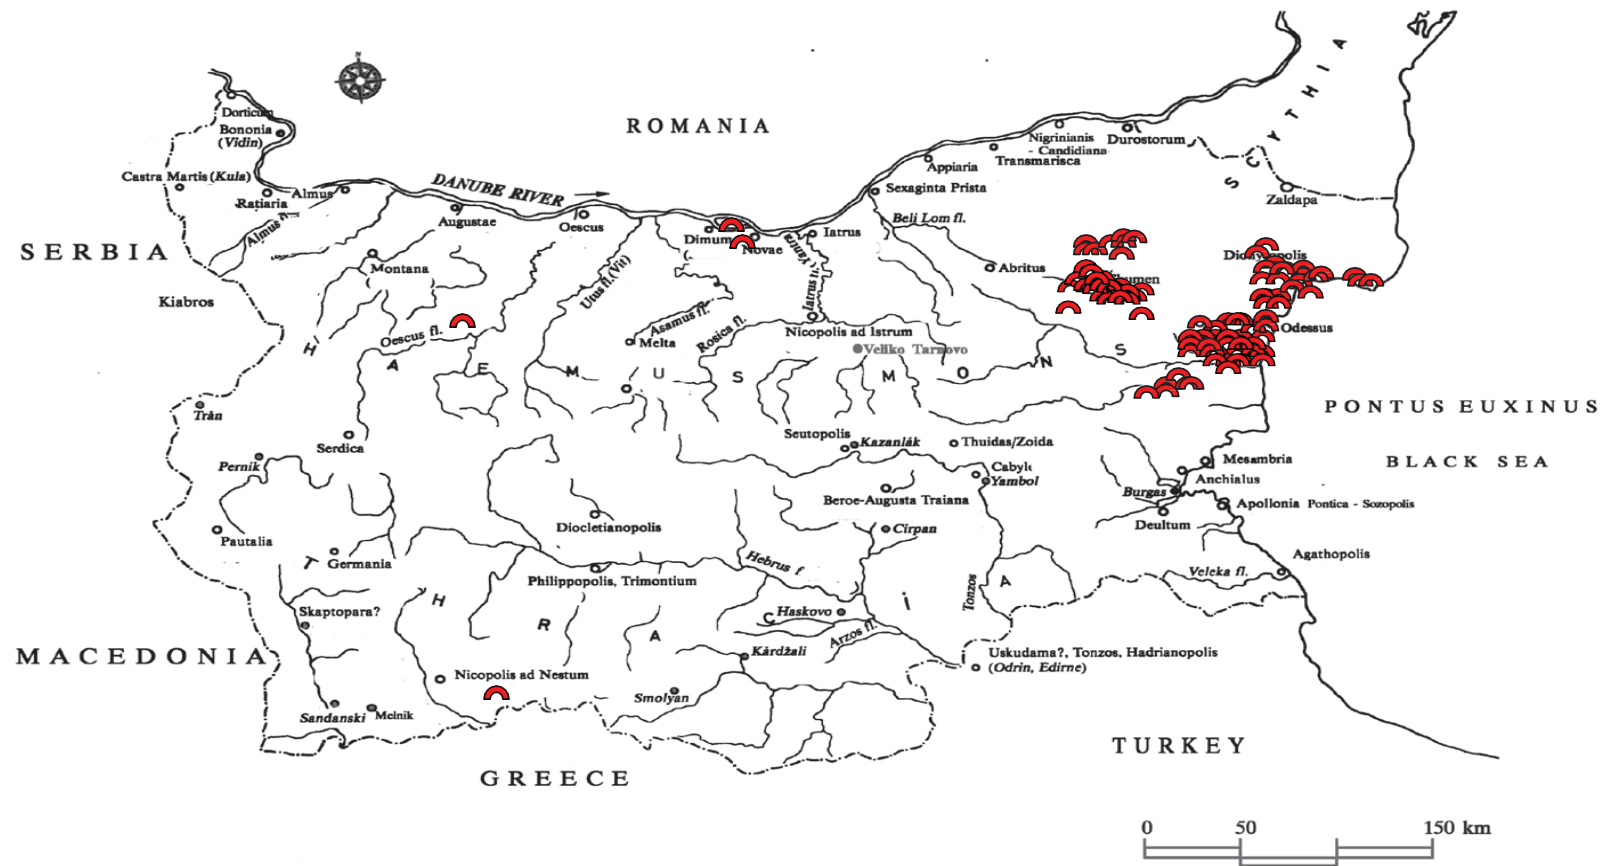 N
SCYTHIA
Dorticum
ROMANIA
Bononia
(Vidin)
Nigrinianis
- Candidiana
Durostorum
Transmarisca
Appiaria
Castra Martis (Kula)
DANUBE RIVER
Sexaginta Prista
Zaldapa
Ratiaria
Almus
Almus fl.
Augustae
Oescus
Beli Lom fl.
Dimum
Novae
Iatrus
SERBIA
Montana
Utus fl. (Vit)
Iatrus fl.
Yantra
Abritus
Kiabros
Asamus fl.
Rosica fl.
Nicopolis ad Istrum
Odessus
Oescus fl.
Melta
Veliko Tarnovo
HAEMUS MONS
Trăn
PONTUS EUXINUS
Serdica
Seutopolis
Kazanlăk
Thuidas/Zoida
Pernik
Cabyle
Yambol
Mesambria
BLACK SEA
Anchialus
Burgas
Beroe-Augusta Traiana
Apollonia Pontica - Sozopolis
Deultum
Diocletianopolis
Cirpan
Pautalia
Germania
Agathopolis
Hebrus f
Veleka fl.
Philippopolis, Trimontium
Tonzos
THRACIA
Skaptopara?
Haskovo
Arzos fl.
MACEDONIA
Kărdžali
Uskudama?, Tonzos, Hadrianopolis
(Odrin, Edirne)
Nicopolis ad Nestum
Smolyan
Sandanski
Melnik
TURKEY
GREECE
0 50 150 km